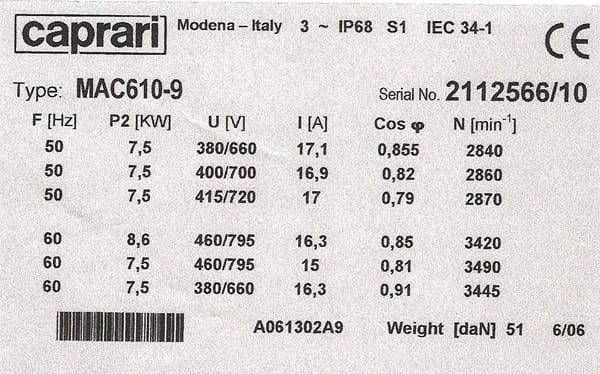 caprari Modena – Italy 3 ~ IP68 S1 IEC 34-1 CE
Type: MAC610-9 Serial No. 2112566/10
F [Hz] P2 [KW] U [V] I [A] Cos φ N [min⁻¹]
50 7,5 380/660 17,1 0,855 2840
50 7,5 400/700 16,9 0,82 2860
50 7,5 415/720 17 0,79 2870
60 8,6 460/795 16,3 0,85 3420
60 7,5 460/795 15 0,81 3490
60 7,5 380/660 16,3 0,91 3445
A061302A9 Weight [daN] 51 6/06